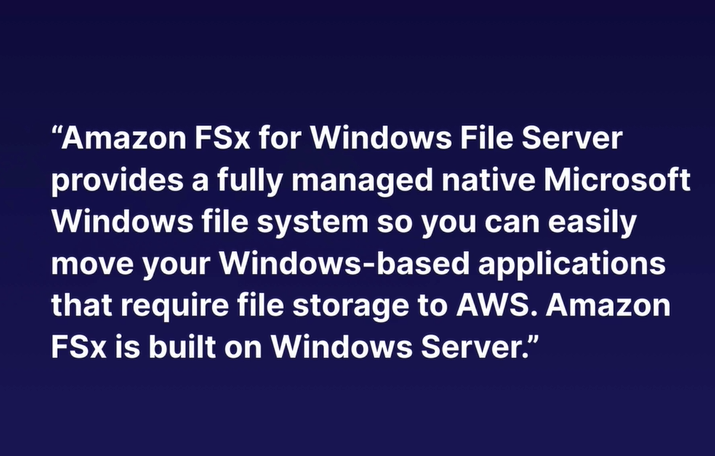 “Amazon FSx for Windows File Server
provides a fully managed native Microsoft
Windows file system so you can easily
move your Windows-based applications
that require file storage to AWS. Amazon
FSx is built on Windows Server.”